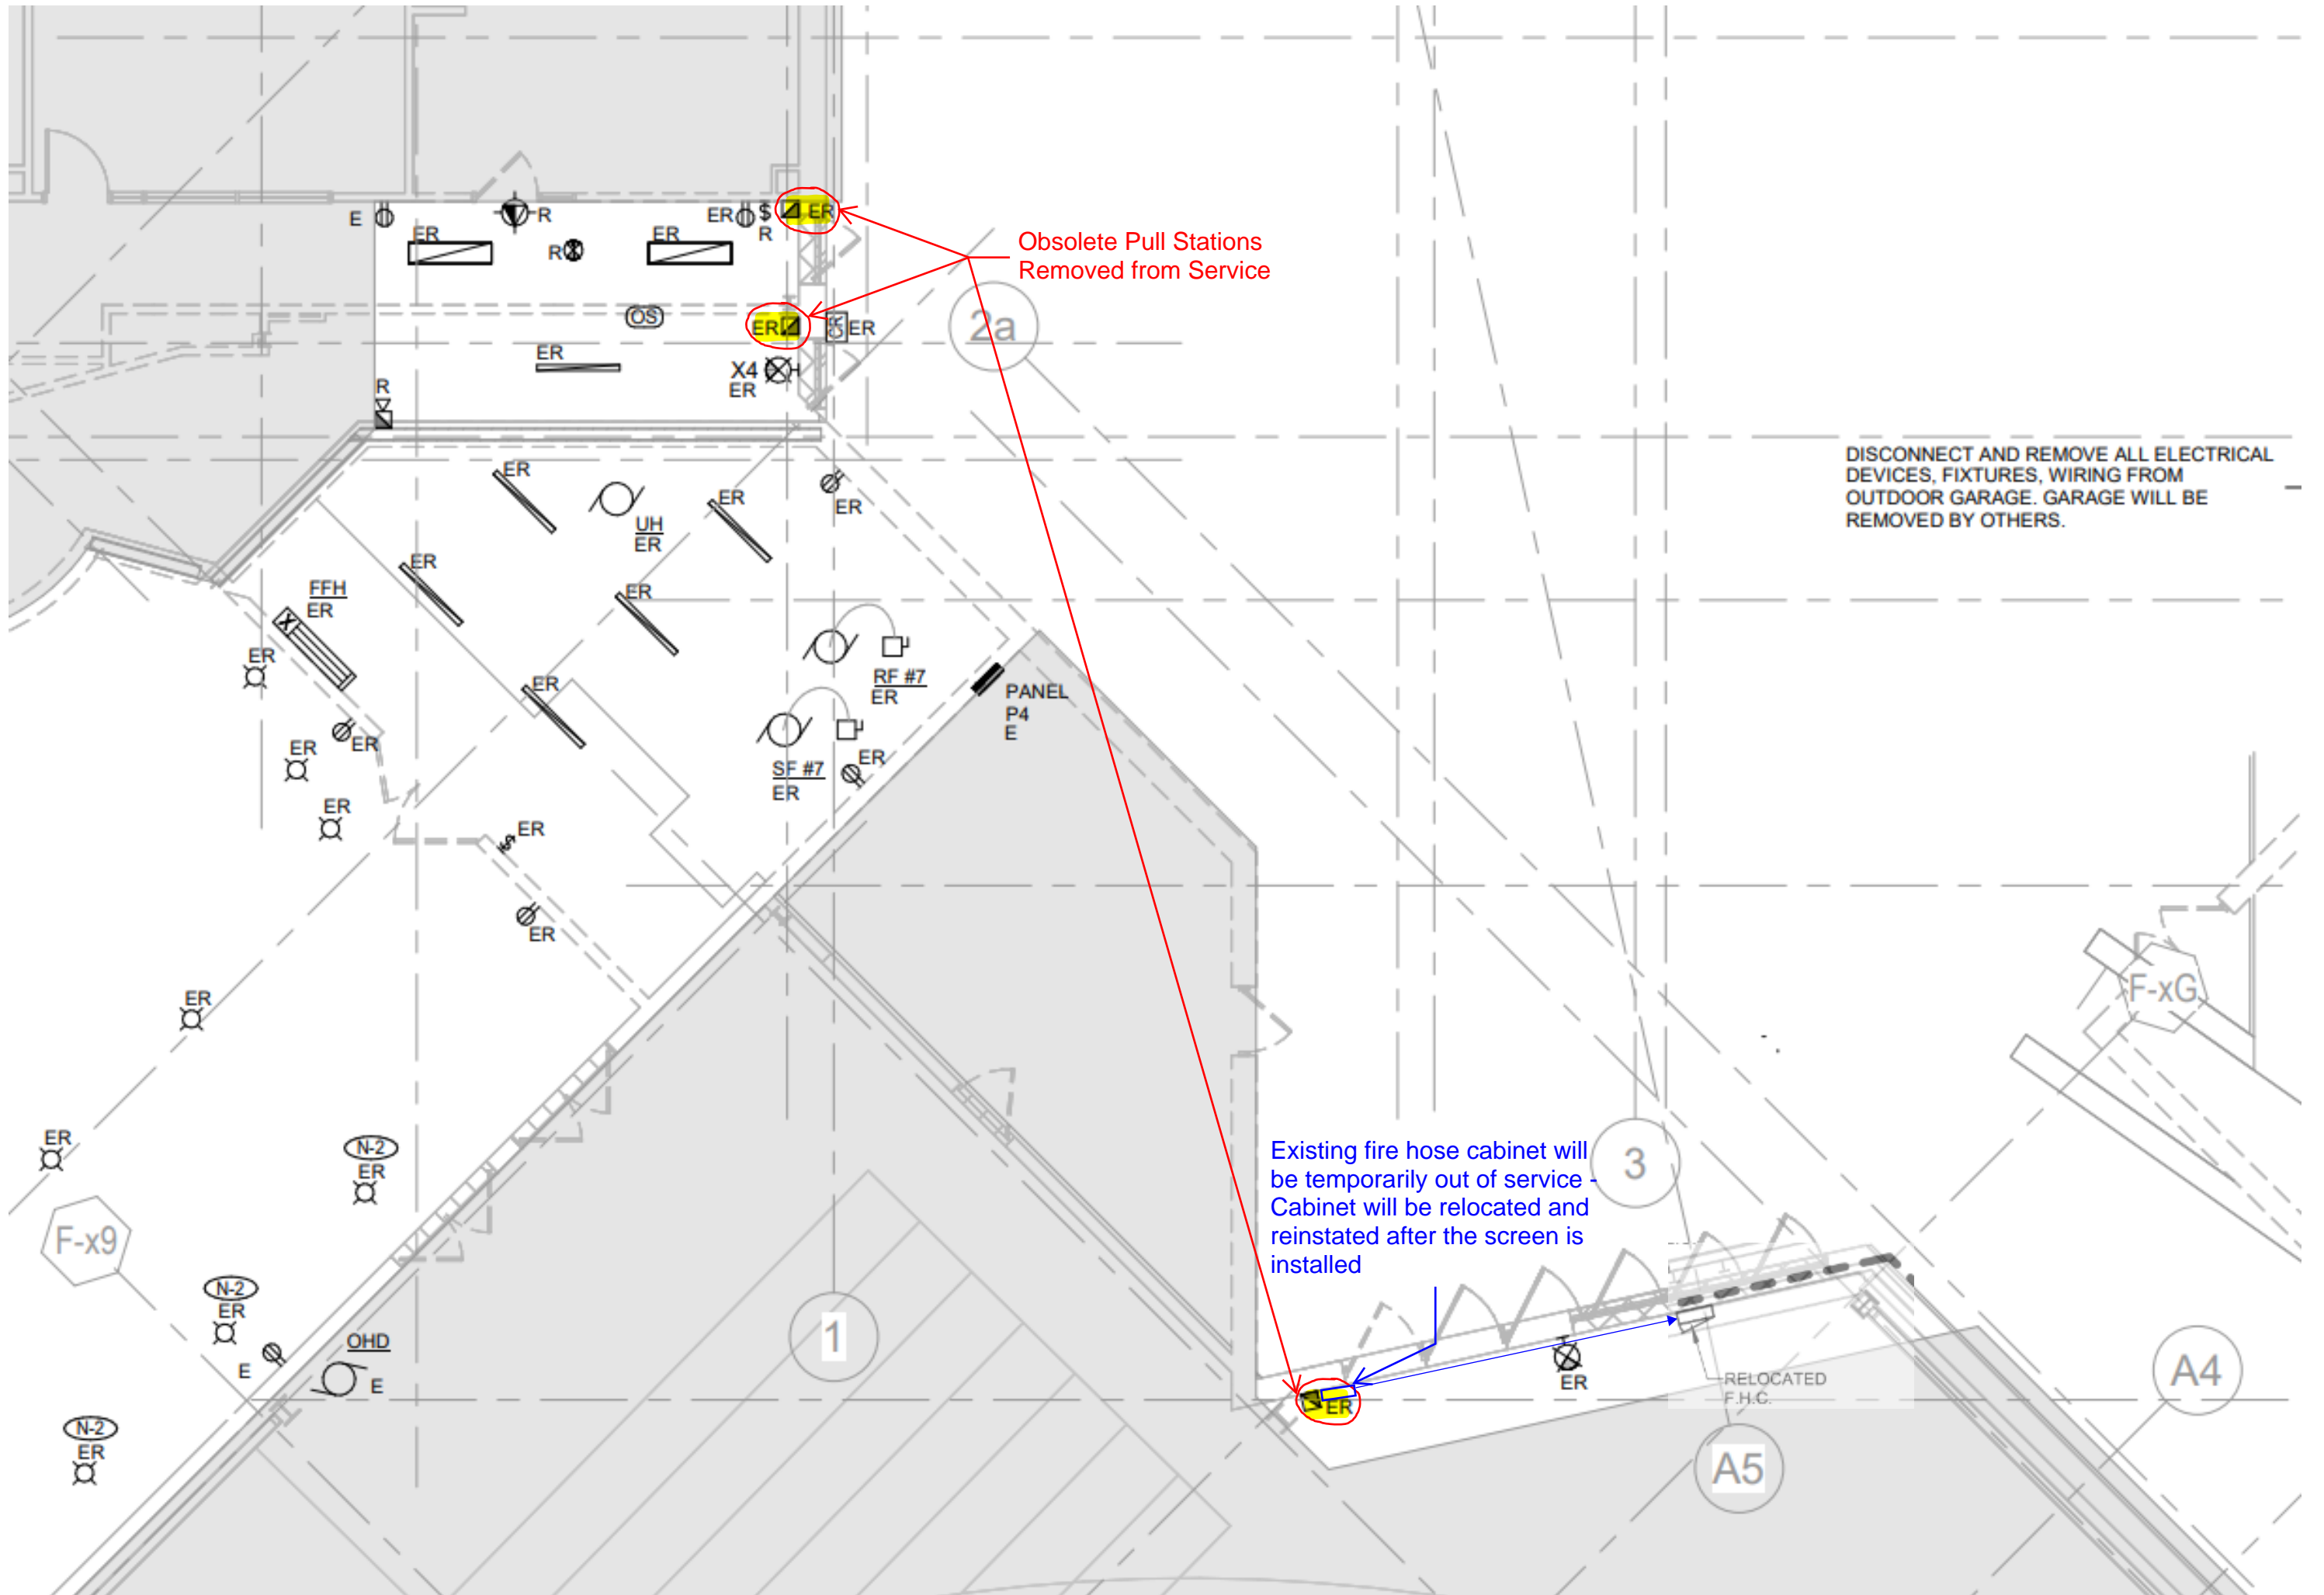 E
R
ER
$
R
ER
ER
R
ER
Obsolete Pull Stations
Removed from Service
OS
ER
CR
ER
2a
ER
X4
ER
R
DISCONNECT AND REMOVE ALL ELECTRICAL
DEVICES, FIXTURES, WIRING FROM
OUTDOOR GARAGE. GARAGE WILL BE
REMOVED BY OTHERS.
ER
ER
ER
UH
ER
ER
FFH
ER
ER
ER
ER
RF #7
ER
PANEL
P4
E
ER
ER
ER
SF #7
ER
ER
ER
$
ER
ER
F-xG
ER
ER
N-2
ER
Existing fire hose cabinet will
be temporarily out of service -
Cabinet will be relocated and
reinstated after the screen is
installed
3
F-x9
N-2
ER
E
OHD
E
1
ER
RELOCATED
F.H.C.
A4
ER
N-2
ER
A5